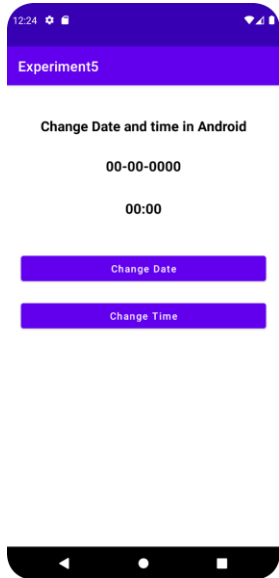 12:24
Experiment5
Change Date and time in Android
00-00-0000
00:00
Change Date
Change Time